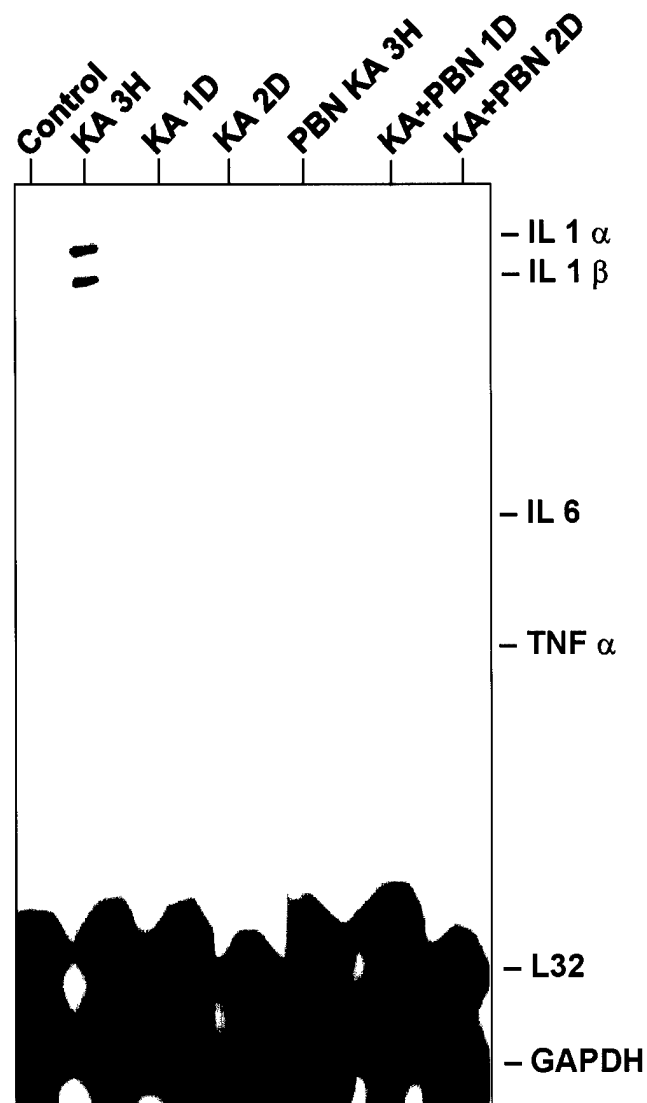 Control
KA 3H
KA 1D
KA 2D
PBN KA 3H
KA+PBN 1D
KA+PBN 2D
– IL 1 α
– IL 1 β
– IL 6
– TNF α
– L32
– GAPDH